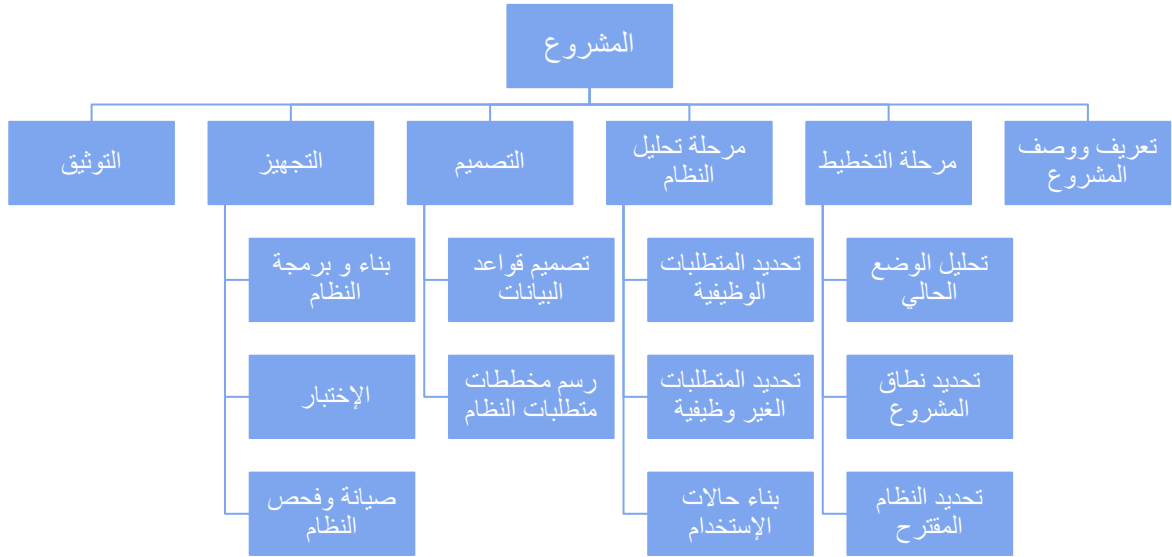 المشروع
تعريف ووصف
المشروع
مرحلة التخطيط
مرحلة تحليل
النظام
التصميم
التجهيز
التوثيق
تحليل الوضع
الحالي
تحديد نطاق
المشروع
تحديد النظام
المقترح
تحديد المتطلبات
الوظيفية
تحديد المتطلبات
الغير وظيفية
بناء حالات
الإستخدام
تصميم قواعد
البيانات
رسم مخططات
متطلبات النظام
بناء و برمجة
النظام
الإختبار
صيانة وفحص
النظام